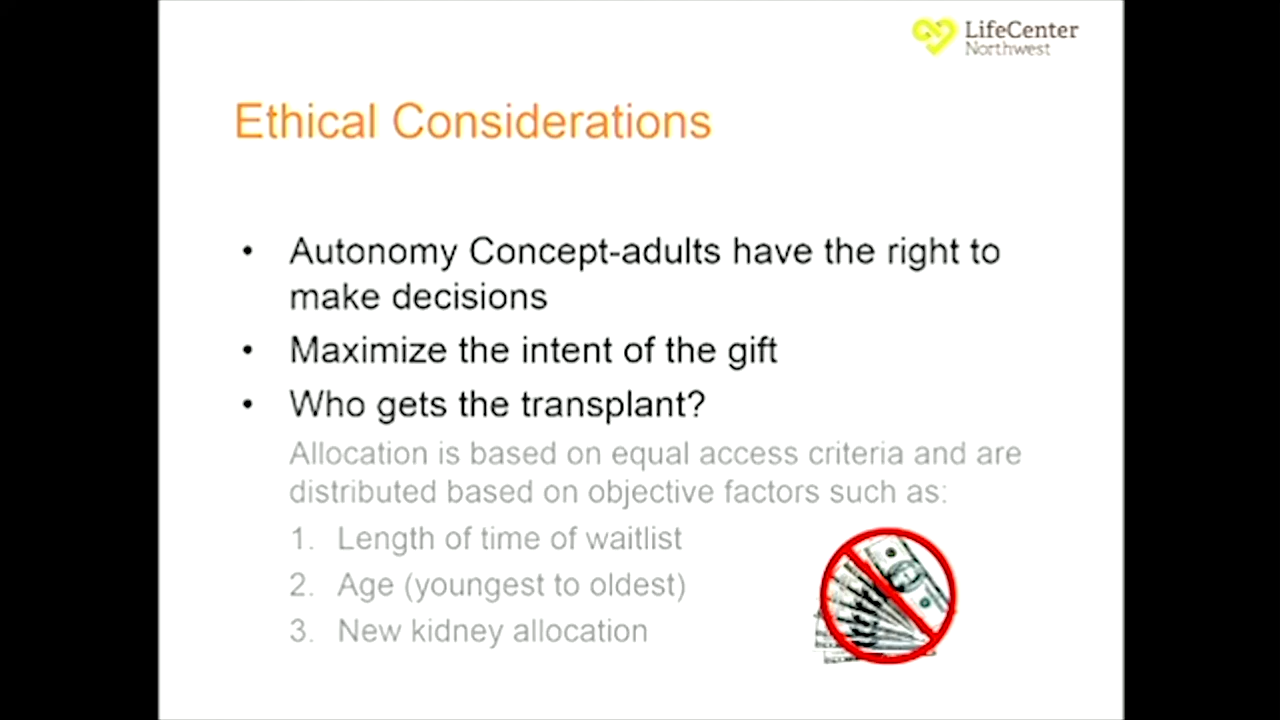 LifeCenter
Northwest
Ethical Considerations
• Autonomy Concept-adults have the right to
make decisions
• Maximize the intent of the gift
• Who gets the transplant?
Allocation is based on equal access criteria and are
distributed based on objective factors such as:
1. Length of time of waitlist
2. Age (youngest to oldest)
3. New kidney allocation